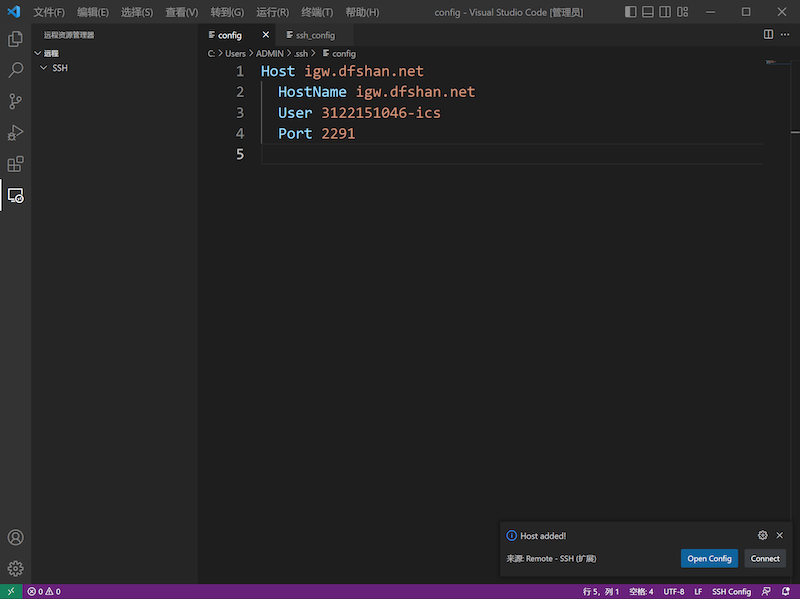 文件(F) 编辑(E) 选择(S) 查看(V) 转到(G) 运行(R) 终端(T) 帮助(H) config - Visual Studio Code [管理员]
远程资源管理器
远程
SSH
config ssh_config
C: > Users > ADMIN > .ssh > config
1 Host igw.dfshan.net
2 HostName igw.dfshan.net
3 User 3122151046-ics
4 Port 2291
5
Host added!
来源: Remote - SSH (扩展)
Open Config Connect
0 0 行 5，列 1 空格: 4 UTF-8 LF SSH Config